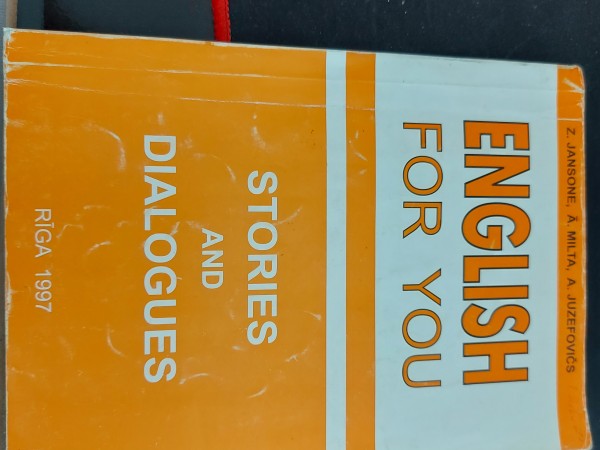 Z. JANSONE, Ā. MILTA, A. JUZEFOVIČS
ENGLISH
FOR YOU
STORIES
AND
DIALOGUES
RĪGA 1997